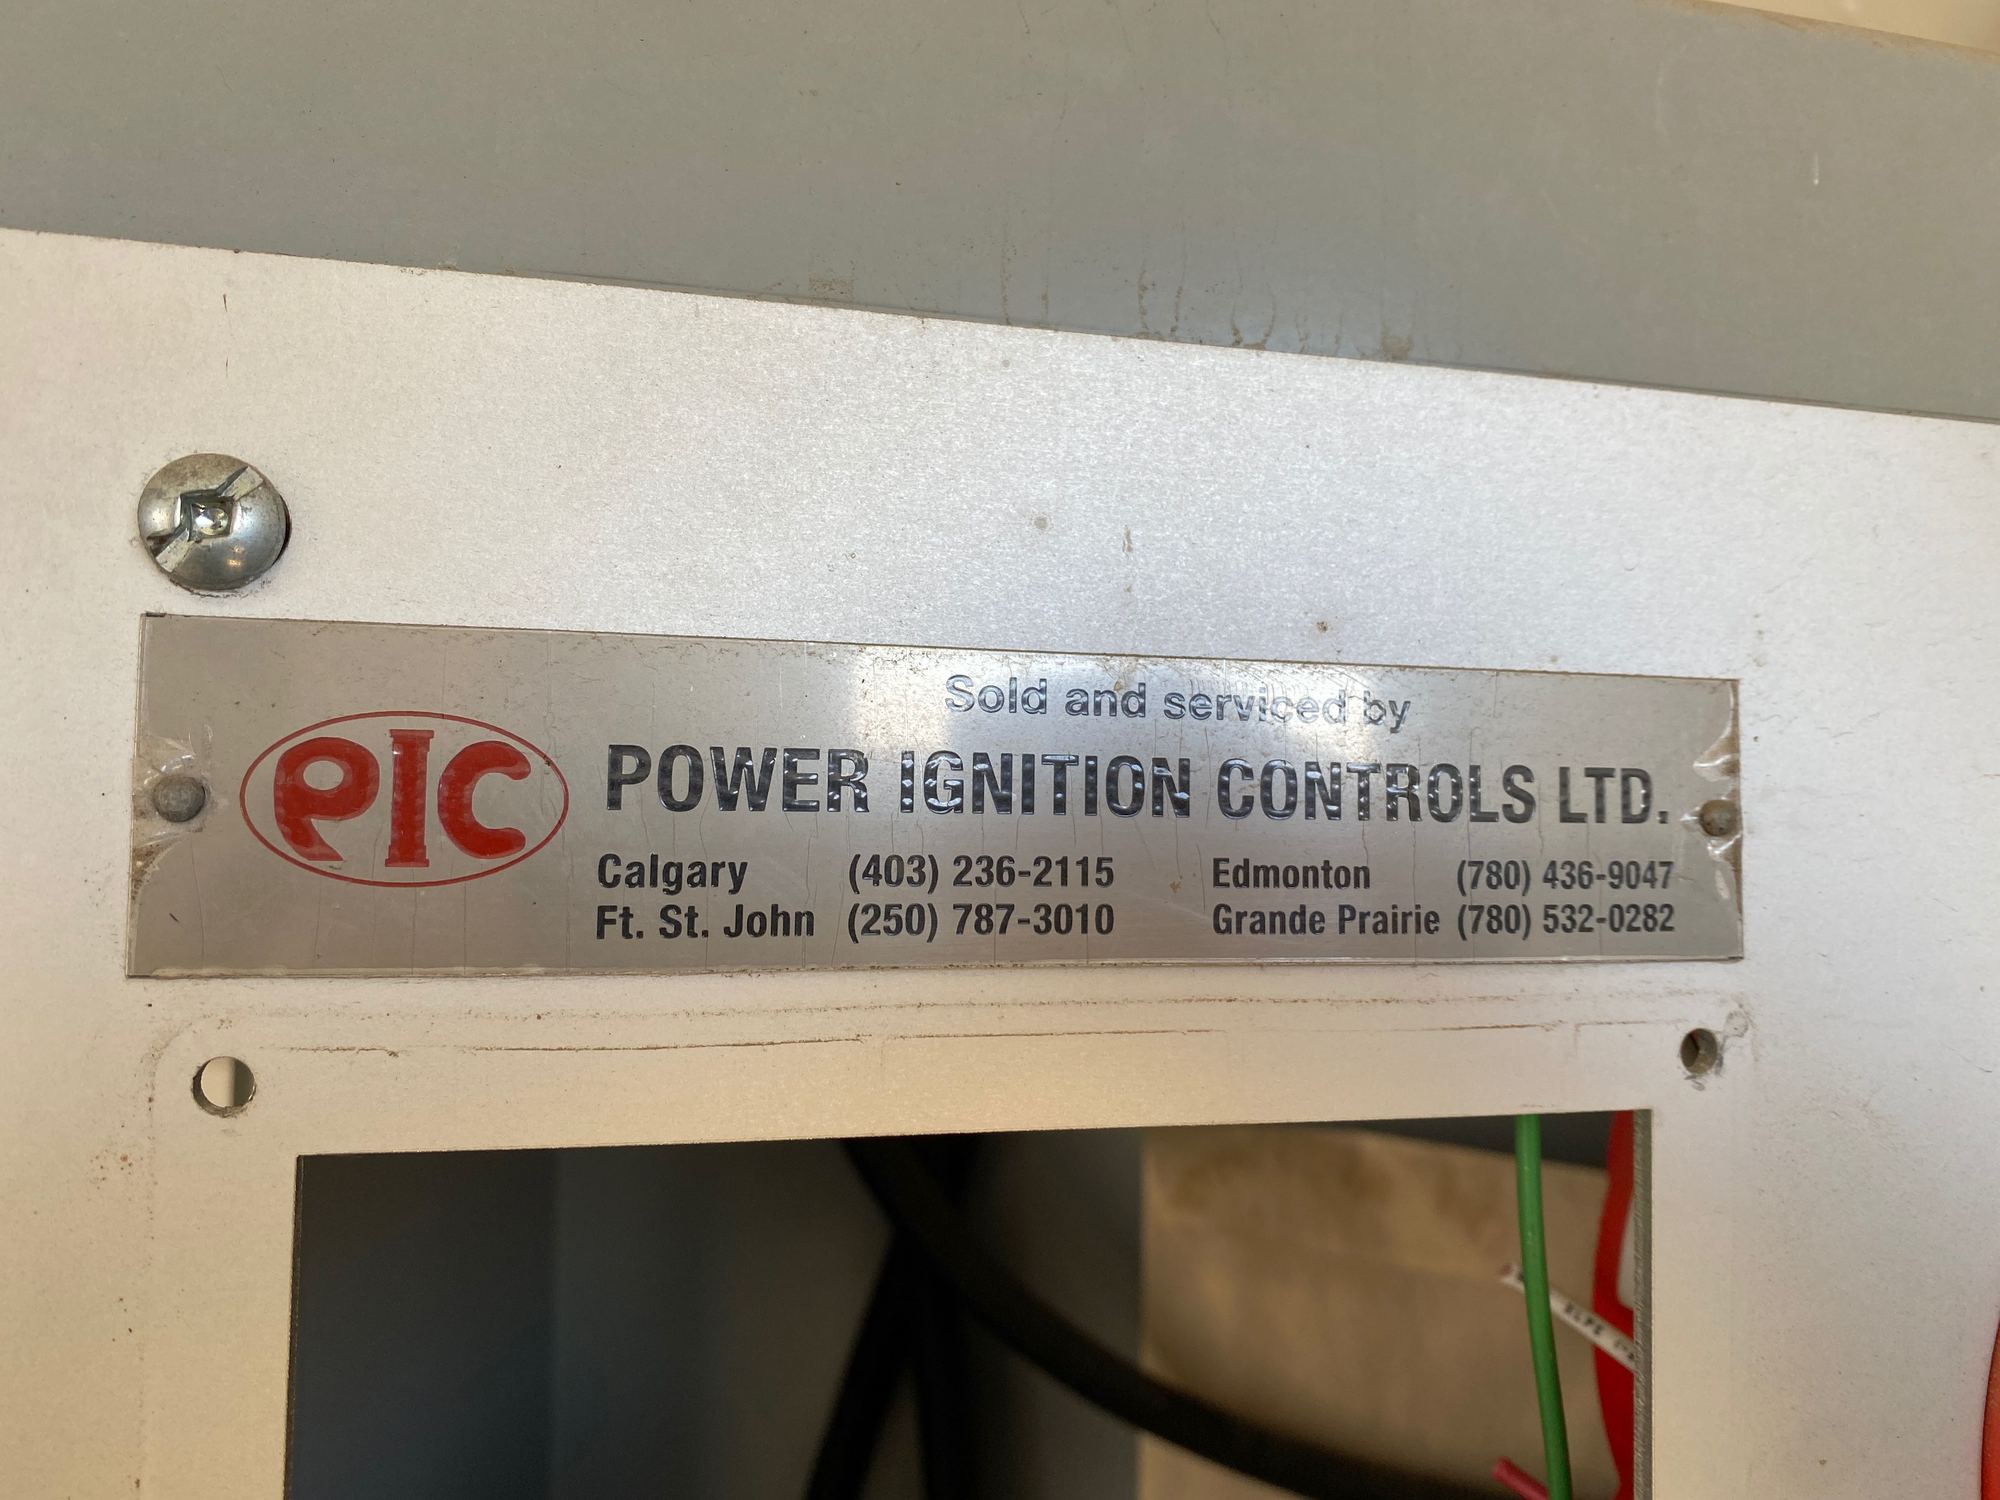 Sold and serviced by
PIC
POWER IGNITION CONTROLS LTD.
Calgary (403) 236-2115 Edmonton (780) 436-9047
Ft. St. John (250) 787-3010 Grande Prairie (780) 532-0282